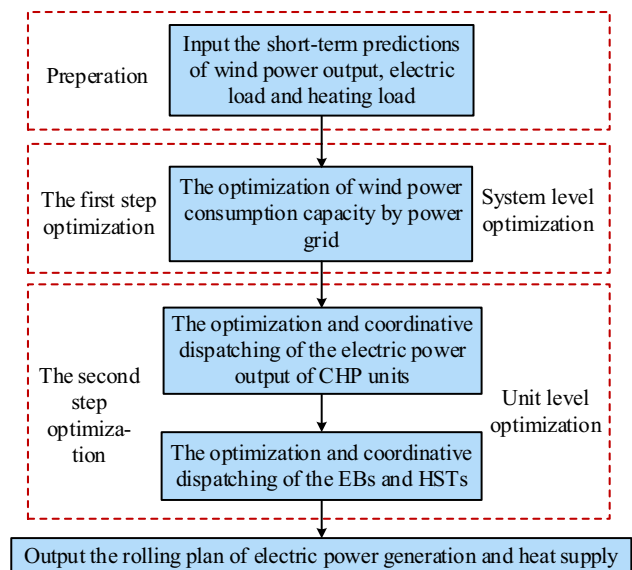 Preperation
Input the short-term predictions
of wind power output, electric
load and heating load
The first step
optimization
The optimization of wind power
consumption capacity by power
grid
System level
optimization
The second
step
optimiza-
tion
The optimization and coordinative
dispatching of the electric power
output of CHP units
The optimization and coordinative
dispatching of the EBs and HSTs
Unit level
optimization
Output the rolling plan of electric power generation and heat supply